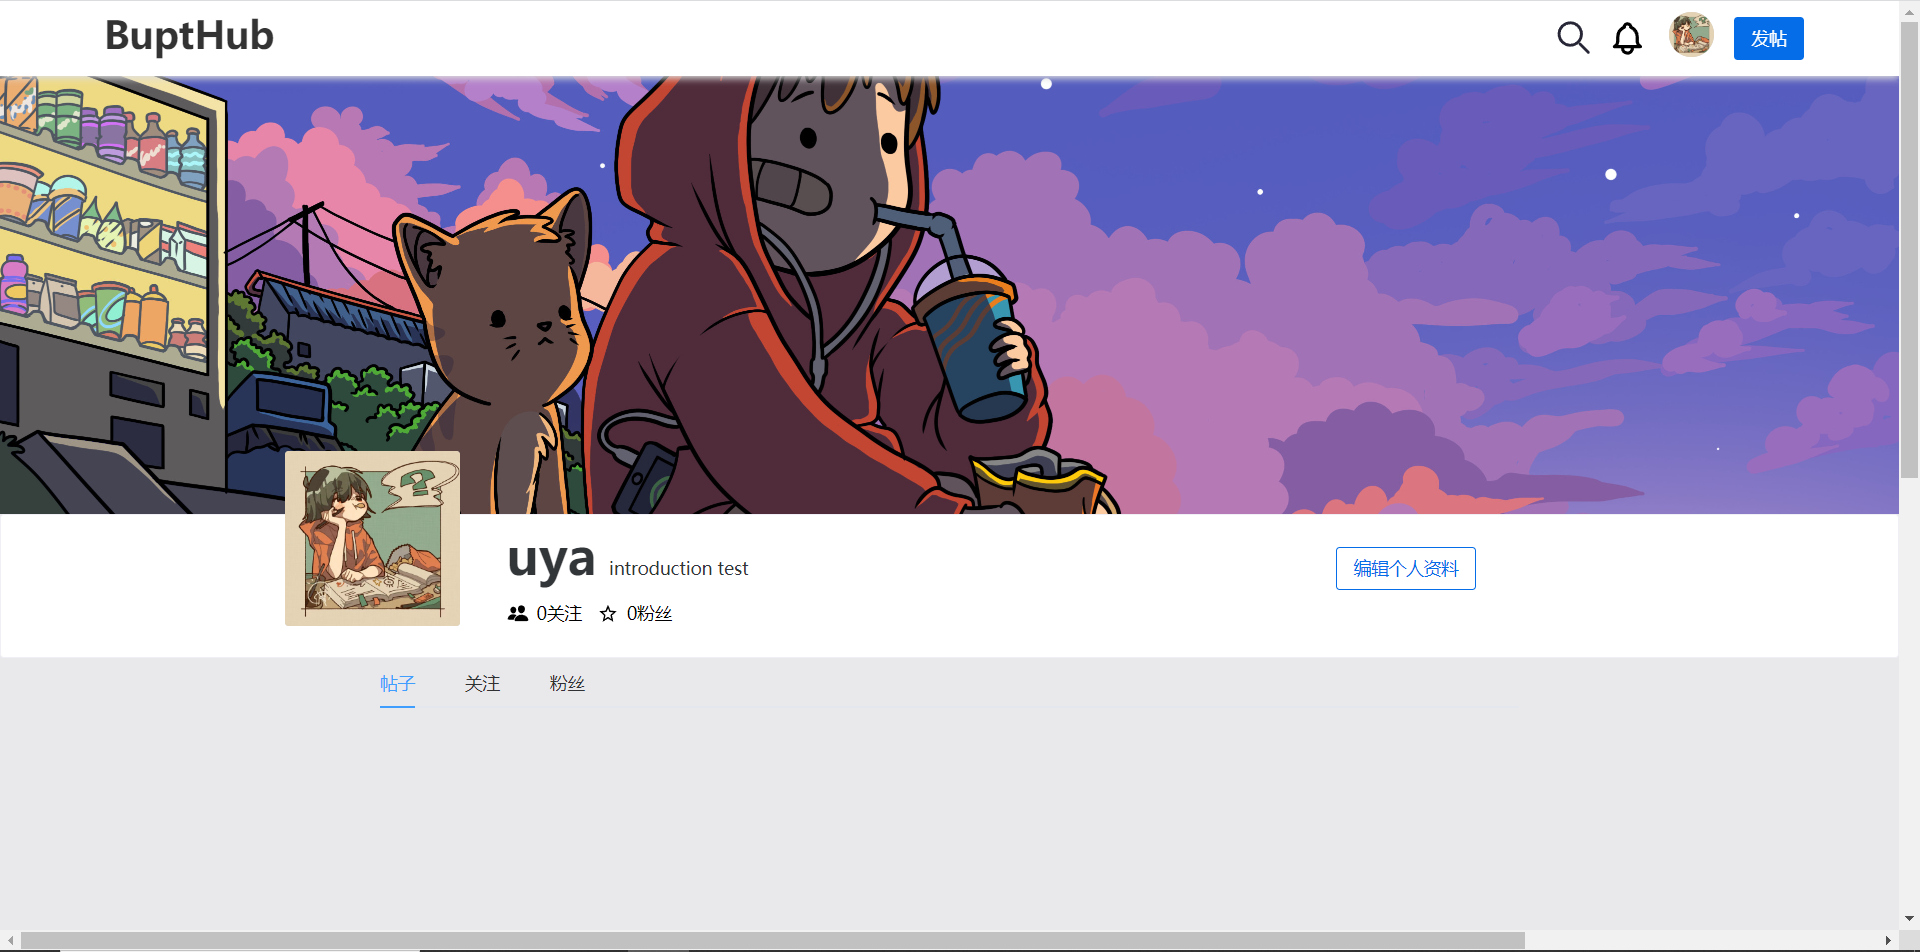 BuptHub
发帖
?
uya introduction test
编辑个人资料
0关注 0粉丝
帖子 关注 粉丝